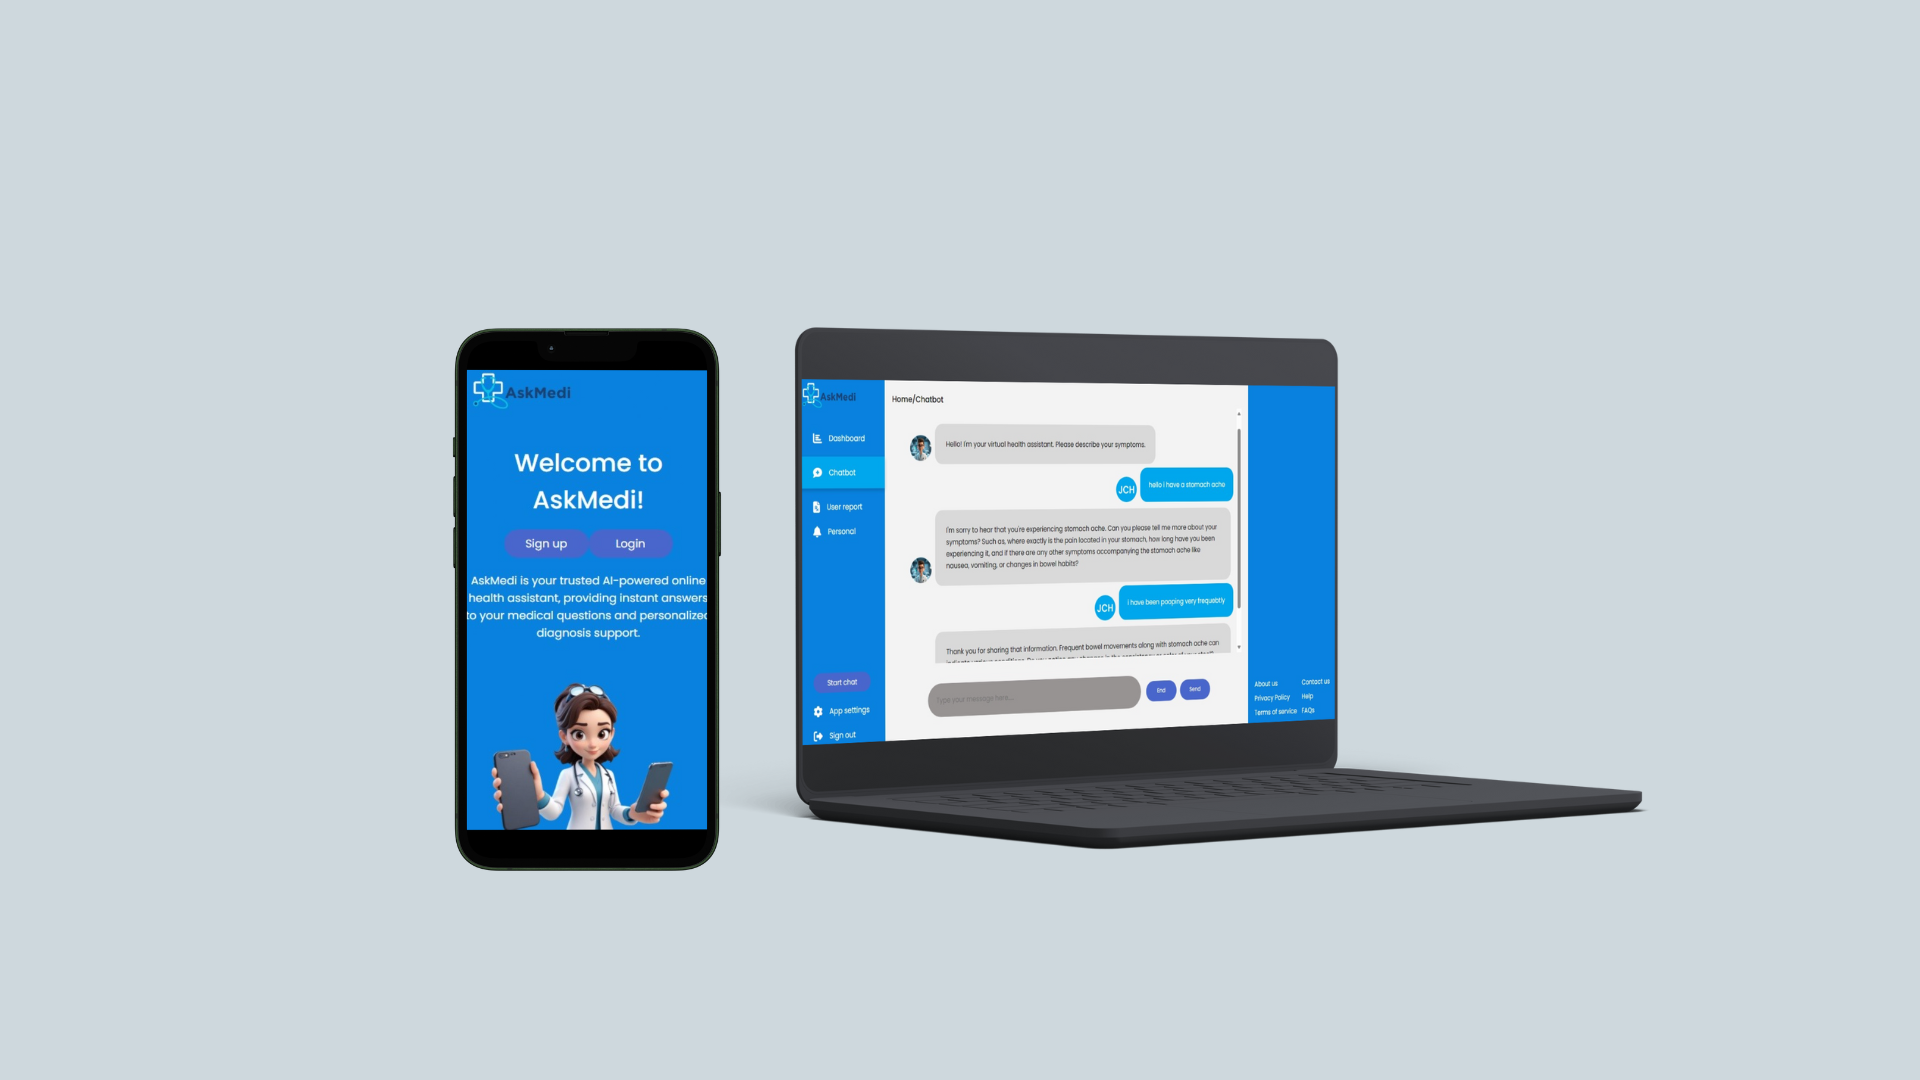 AskMedi
Welcome to
AskMedi!
Sign up
Login
AskMedi is your trusted AI-powered online
health assistant, providing instant answers
to your medical questions and personalized
diagnosis support.
AskMedi
Dashboard
Chatbot
User report
Personal
Start chat
App settings
Sign out
Home/Chatbot
Hello! I'm your virtual health assistant. Please describe your symptoms.
JCH
hello i have a stomach ache
I'm sorry to hear that you're experiencing stomach ache. Can you please tell me more about your
symptoms? Such as, where exactly is the pain located in your stomach, how long have you been
experiencing it, and if there are any other symptoms accompanying the stomach ache like
nausea, vomiting, or changes in bowel habits?
JCH
i have been pooping very frequebtly
Thank you for sharing that information. Frequent bowel movements along with stomach ache can
Type your message here...
End
Send
About us
Contact us
Privacy Policy
Help
Terms of service
FAQs